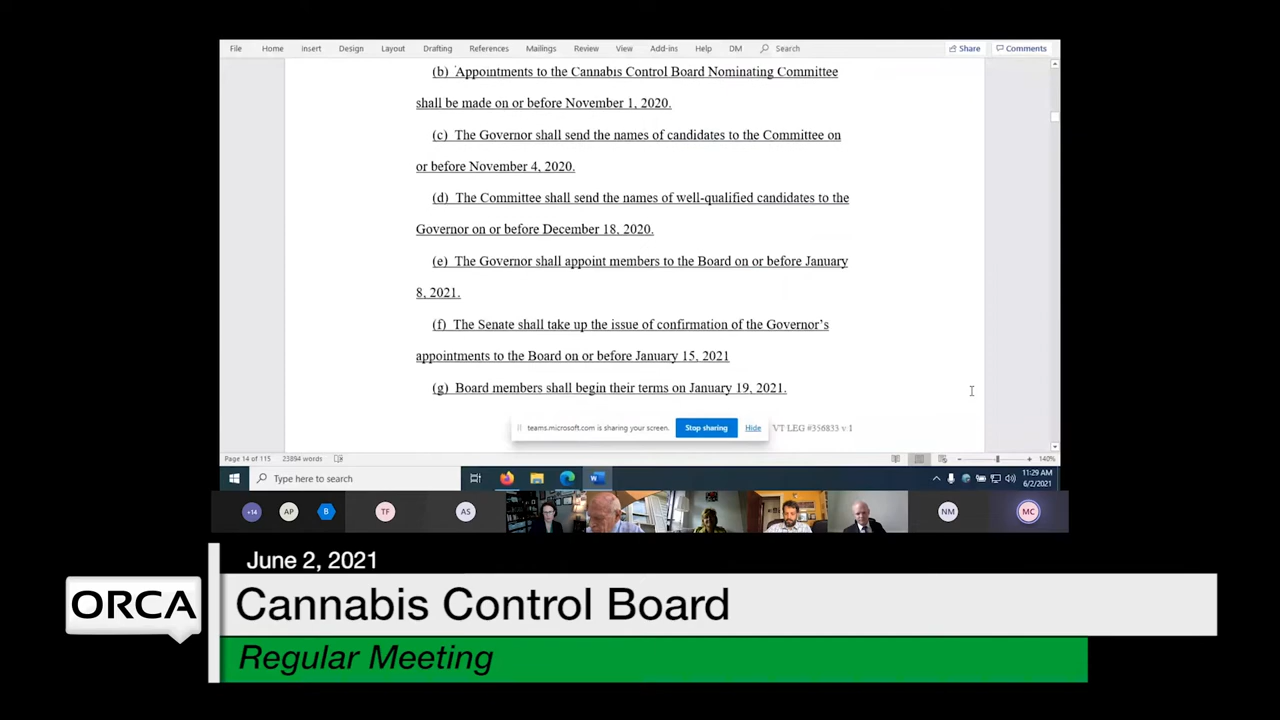 File Home Insert Design Layout Drafting References Mailings Review View Add-ins Help DM Search Share Comments
(b) Appointments to the Cannabis Control Board Nominating Committee
shall be made on or before November 1, 2020.
(c) The Governor shall send the names of candidates to the Committee on
or before November 4, 2020.
(d) The Committee shall send the names of well-qualified candidates to the
Governor on or before December 18, 2020.
(e) The Governor shall appoint members to the Board on or before January
8, 2021.
(f) The Senate shall take up the issue of confirmation of the Governor's
appointments to the Board on or before January 15, 2021
(g) Board members shall begin their terms on January 19, 2021.
teams.microsoft.com is sharing your screen. Stop sharing Hide VT LEG #356833 v 1
Page 14 of 115 23884 words 140%
Type here to search 11:29 AM
6/2/2021
+14 AP B TF AS NM MC
June 2, 2021
ORCA Cannabis Control Board
Regular Meeting